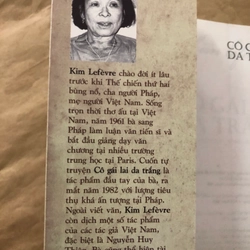 Kim Lefèvre chào đời ít lâu
trước khi Thế chiến thứ hai
bùng nổ, cha người Pháp,
mẹ người Việt Nam. Sống
trọn thời thơ ấu tại Việt
Nam, năm 1961 bà sang
Pháp làm luận văn tiến sĩ và
bắt đầu giảng dạy văn
chương tại nhiều trường
trung học tại Paris. Cuốn tự
truyện Cô gái lai da trắng là
tác phẩm đầu tay của bà, ra
mắt năm 1982 với lượng tiêu
thụ khá ấn tượng tại Pháp.
Ngoài viết văn, Kim Lefèvre
còn dịch một số tác phẩm
của các tác giả Việt Nam,
đặc biệt là Nguyễn Huy
CÔ G
DA T